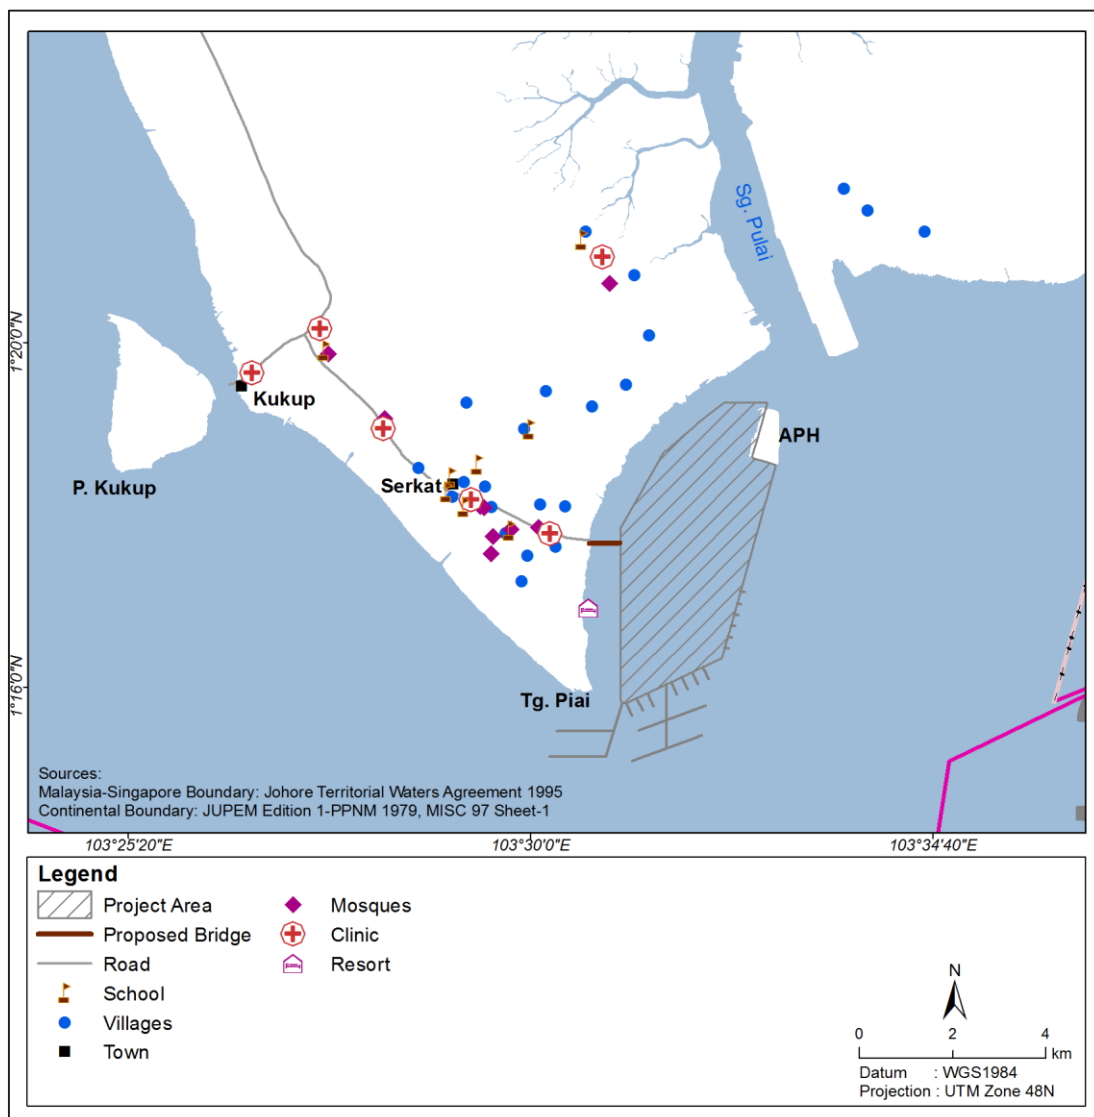 Sg. Pulai
1°20'0"N
Kukup
APH
P. Kukup
Serkat
1°16'0"N
Tg. Piai
Sources:
Malaysia-Singapore Boundary: Johore Territorial Waters Agreement 1995
Continental Boundary: JUPEM Edition 1-PPNM 1979, MISC 97 Sheet-1
103°25'20"E
103°30'0"E
103°34'40"E
Legend
Project Area
Proposed Bridge
Road
School
Villages
Town
Mosques
Clinic
Resort
N
0 2 4
km
Datum : WGS1984
Projection : UTM Zone 48N